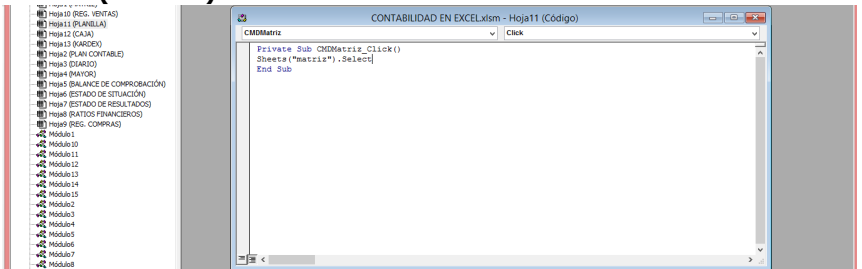 Hoja10 (REG. VENTAS)
Hoja11 (PLANILLA)
Hoja12 (CAJA)
Hoja13 (KARDEX)
Hoja2 (PLAN CONTABLE)
Hoja3 (DIARIO)
Hoja4 (MAYOR)
Hoja5 (BALANCE DE COMPROBACIÓN)
Hoja6 (ESTADO DE SITUACIÓN)
Hoja7 (ESTADO DE RESULTADOS)
Hoja8 (RATIOS FINANCIEROS)
Hoja9 (REG. COMPRAS)
Módulo1
Módulo10
Módulo11
Módulo12
Módulo13
Módulo14
Módulo15
Módulo2
Módulo3
Módulo4
Módulo5
Módulo6
Módulo7
Módulo8
CONTABILIDAD EN EXCEL.xlsm - Hoja11 (Código)
CMDMatriz
Click
Private Sub CMDMatriz_Click()
Sheets("matriz").Select
End Sub